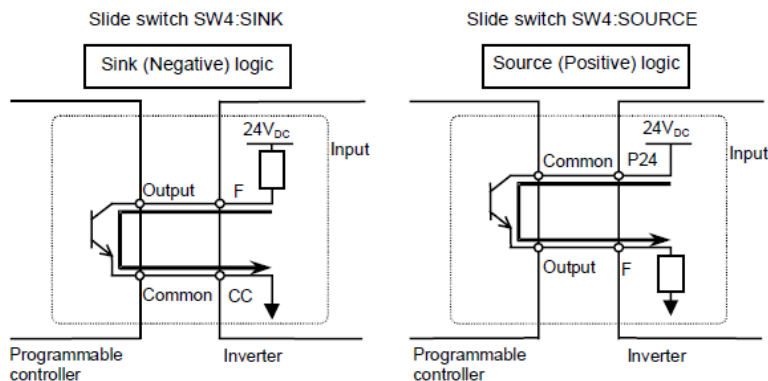 Slide switch SW4:SINK
Sink (Negative) logic
24VDC
Input
Output
F
Common
CC
Programmable
controller
Inverter
Slide switch SW4:SOURCE
Source (Positive) logic
24VDC
Common
P24
Input
Output
F
Programmable
controller
Inverter